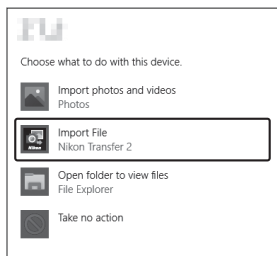 Choose what to do with this device.
Import photos and videos
Photos
Import File
Nikon Transfer 2
Open folder to view files
File Explorer
Take no action